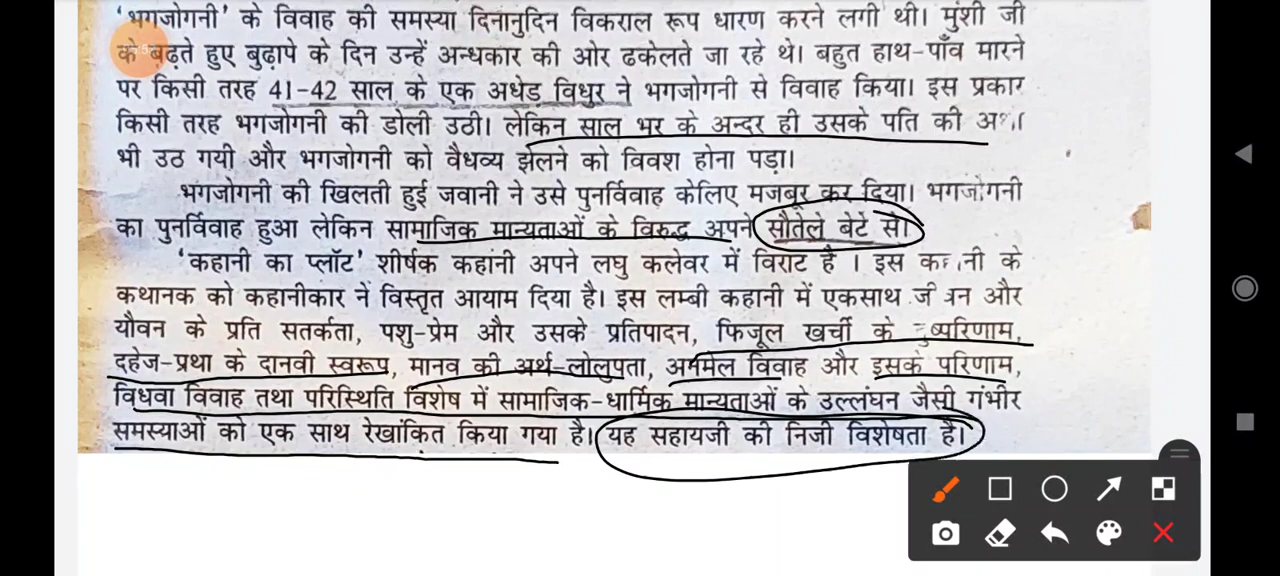 'भगजोगनी' के विवाह की समस्या दिनानुदिन विकराल रूप धारण करने लगी थी। मुंशी जी
के बढ़ते हुए बुढ़ापे के दिन उन्हें अन्धकार की ओर ढकेलते जा रहे थे। बहुत हाथ-पाँव मारने
पर किसी तरह 41-42 साल के एक अधेड़ विधुर ने भगजोगनी से विवाह किया। इस प्रकार
किसी तरह भगजोगनी की डोली उठी। लेकिन साल भर के अन्दर ही उसके पति की
भी उठ गयी और भगजोगनी को वैधव्य झेलने को विवश होना पड़ा।
भगजोगनी की खिलती हुई जवानी ने उसे पुनर्विवाह केलिए मजबूर कर दिया। भगजोगनी
का पुनर्विवाह हुआ लेकिन सामाजिक मान्यताओं के विरुद्ध अपने सौतेले बेटे से।
'कहानी का प्लॉट' शीर्षक कहानी अपने लघु कलेवर में विराट है । इस कहानी के
कथानक को कहानीकार ने विस्तृत आयाम दिया है। इस लम्बी कहानी में एकसाथ जीवन और
यौवन के प्रति सतर्कता, पशु-प्रेम और उसके प्रतिपादन, फिजूल खर्ची के दुष्परिणाम,
दहेज-प्रथा के दानवी स्वरूप, मानव की अर्थ-लोलुपता, अनमेल विवाह और इसके परिणाम,
विधवा विवाह तथा परिस्थिति विशेष में सामाजिक-धार्मिक मान्यताओं के उल्लंघन जैसी गंभीर
समस्याओं को एक साथ रेखांकित किया गया है। यह सहायजी की निजी विशेषता है।